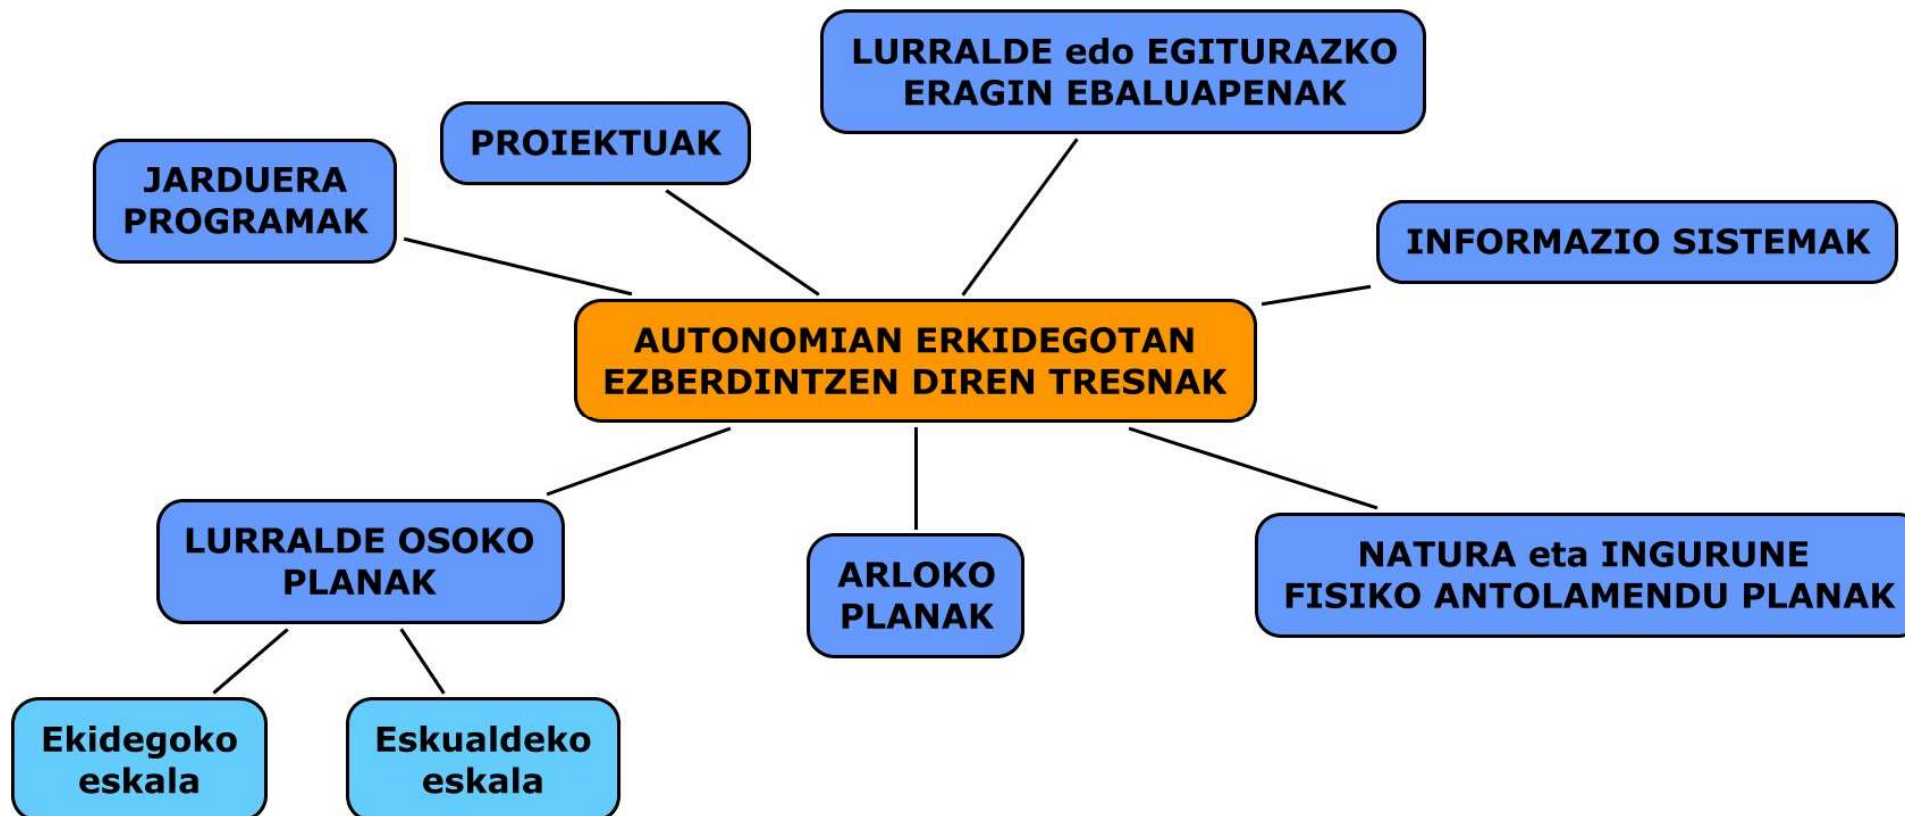 LURRALDE edo EGITURAZKO
ERAGIN EBALUAPENAK
PROIEKTUAK
JARDUERA
PROGRAMAK
INFORMAZIO SISTEMAK
AUTONOMIAN ERKIDEGOTAN
EZBERDINTZEN DIREN TRESNAK
LURRALDE OSOKO
PLANAK
ARLOKO
PLANAK
NATURA eta INGURUNE
FISIKO ANTOLAMENDU PLANAK
Ekidegoko
eskala
Eskualdeko
eskala